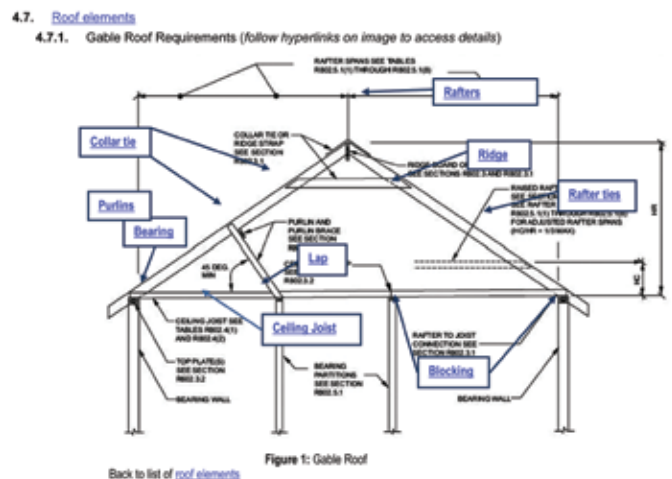 4.7. Roof elements
4.7.1. Gable Roof Requirements (follow hyperlinks on image to access details)
RAFTER SPANS SEE TABLES
R802.5.1(1) THROUGH R802.5.1(8)
Rafters
Collar tie
COLLAR TIE OR
RIDGE STRAP
SEE SECTION
Ridge
RIDGE BOARD
SEE SECTIONS R802.3 AND R802.3.1
Purlins
Bearing
RAISED
SEE
SEE RAFTER
R802.5.1(1) THROUGH R802.5.1(8)
FOR ADJUSTED RAFTER SPANS
(HC/HR = 1/3 MAX)
Rafter ties
HR
HC
PURLIN AND
PURLIN BRACE
SEE SECTION
Lap
45 DEG.
MIN
Ceiling Joist
CEILING JOIST SEE
TABLES R802.4(1)
AND R802.4(2)
TOP PLATE(S)
SEE SECTION
R802.3.2
BEARING WALL
BEARING
PARTITIONS
SEE SECTION
R802.5.1
RAFTER TO JOIST
CONNECTION SEE
SECTION R802.3.1
Blocking
BEARING WALL
Figure 1: Gable Roof
Back to list of roof elements